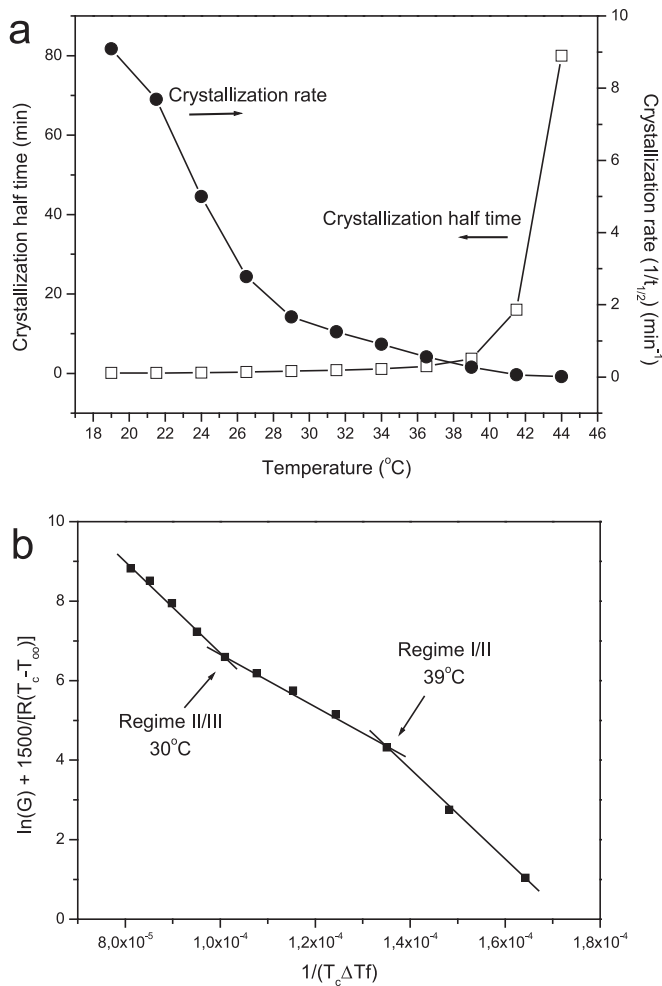 a
10
80
8
Crystallization rate
60
6
40
4
Crystallization half time
20
2
0
0
Crystallization half time (min)
Crystallization rate (1/t1/2) (min-1)
18 20 22 24 26 28 30 32 34 36 38 40 42 44 46
Temperature (oC)
b
10
8
6
4
2
0
ln(G) + 1500/[R(Tc-Too)]
Regime I/II
39oC
Regime II/III
30oC
8,0x10-5 1,0x10-4 1,2x10-4 1,4x10-4 1,6x10-4 1,8x10-4
1/(TcΔTf)